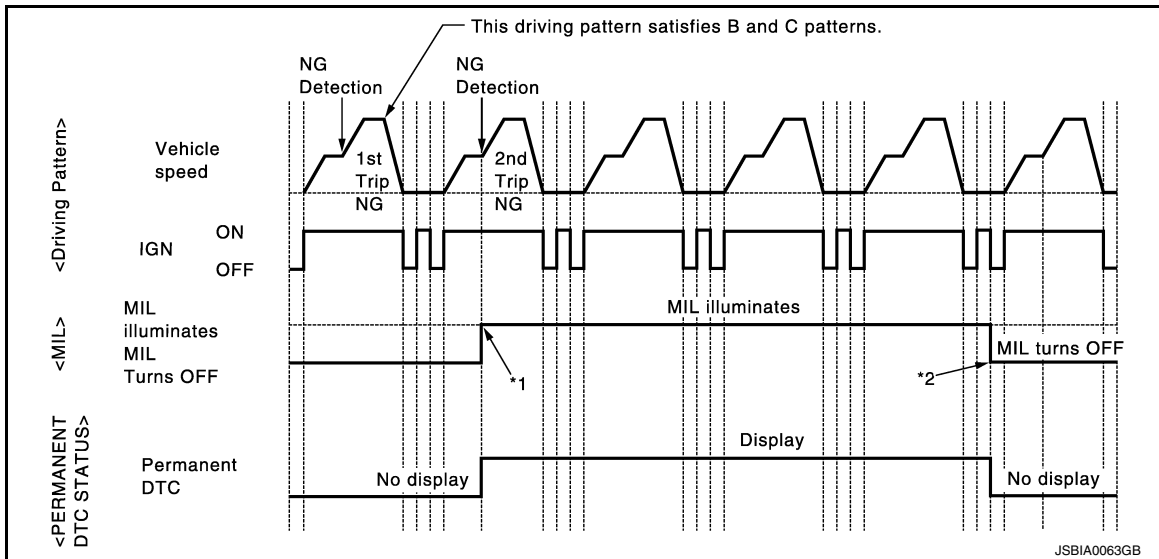 This driving pattern satisfies B and C patterns.
NG
Detection
NG
Detection
<Driving Pattern>
Vehicle
speed
1st
Trip
NG
2nd
Trip
NG
IGN
ON
OFF
<MIL>
MIL
illuminates
MIL
Turns OFF
MIL illuminates
MIL turns OFF
*1
*2
<PERMANENT
DTC STATUS>
Permanent
DTC
No display
Display
No display
JSBIA0063GB